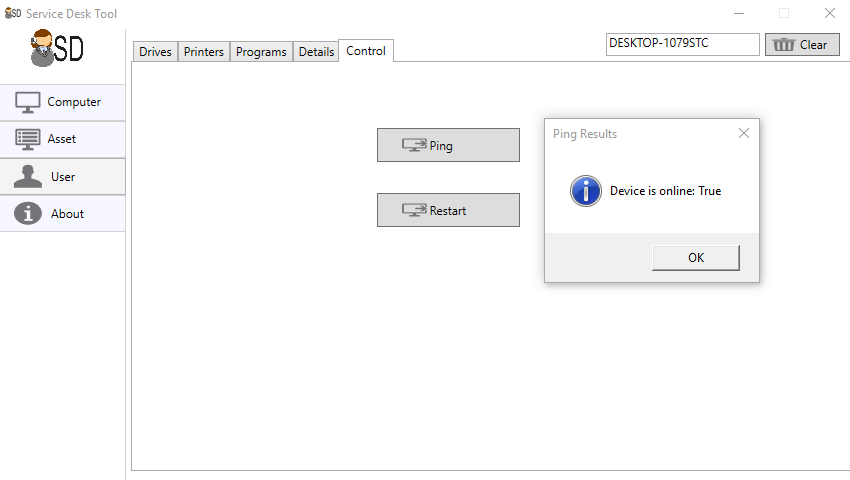 SD Service Desk Tool
SD
Computer
Asset
User
About
Drives Printers Programs Details Control
DESKTOP-1079STC Clear
Ping
Restart
Ping Results
Device is online: True
OK